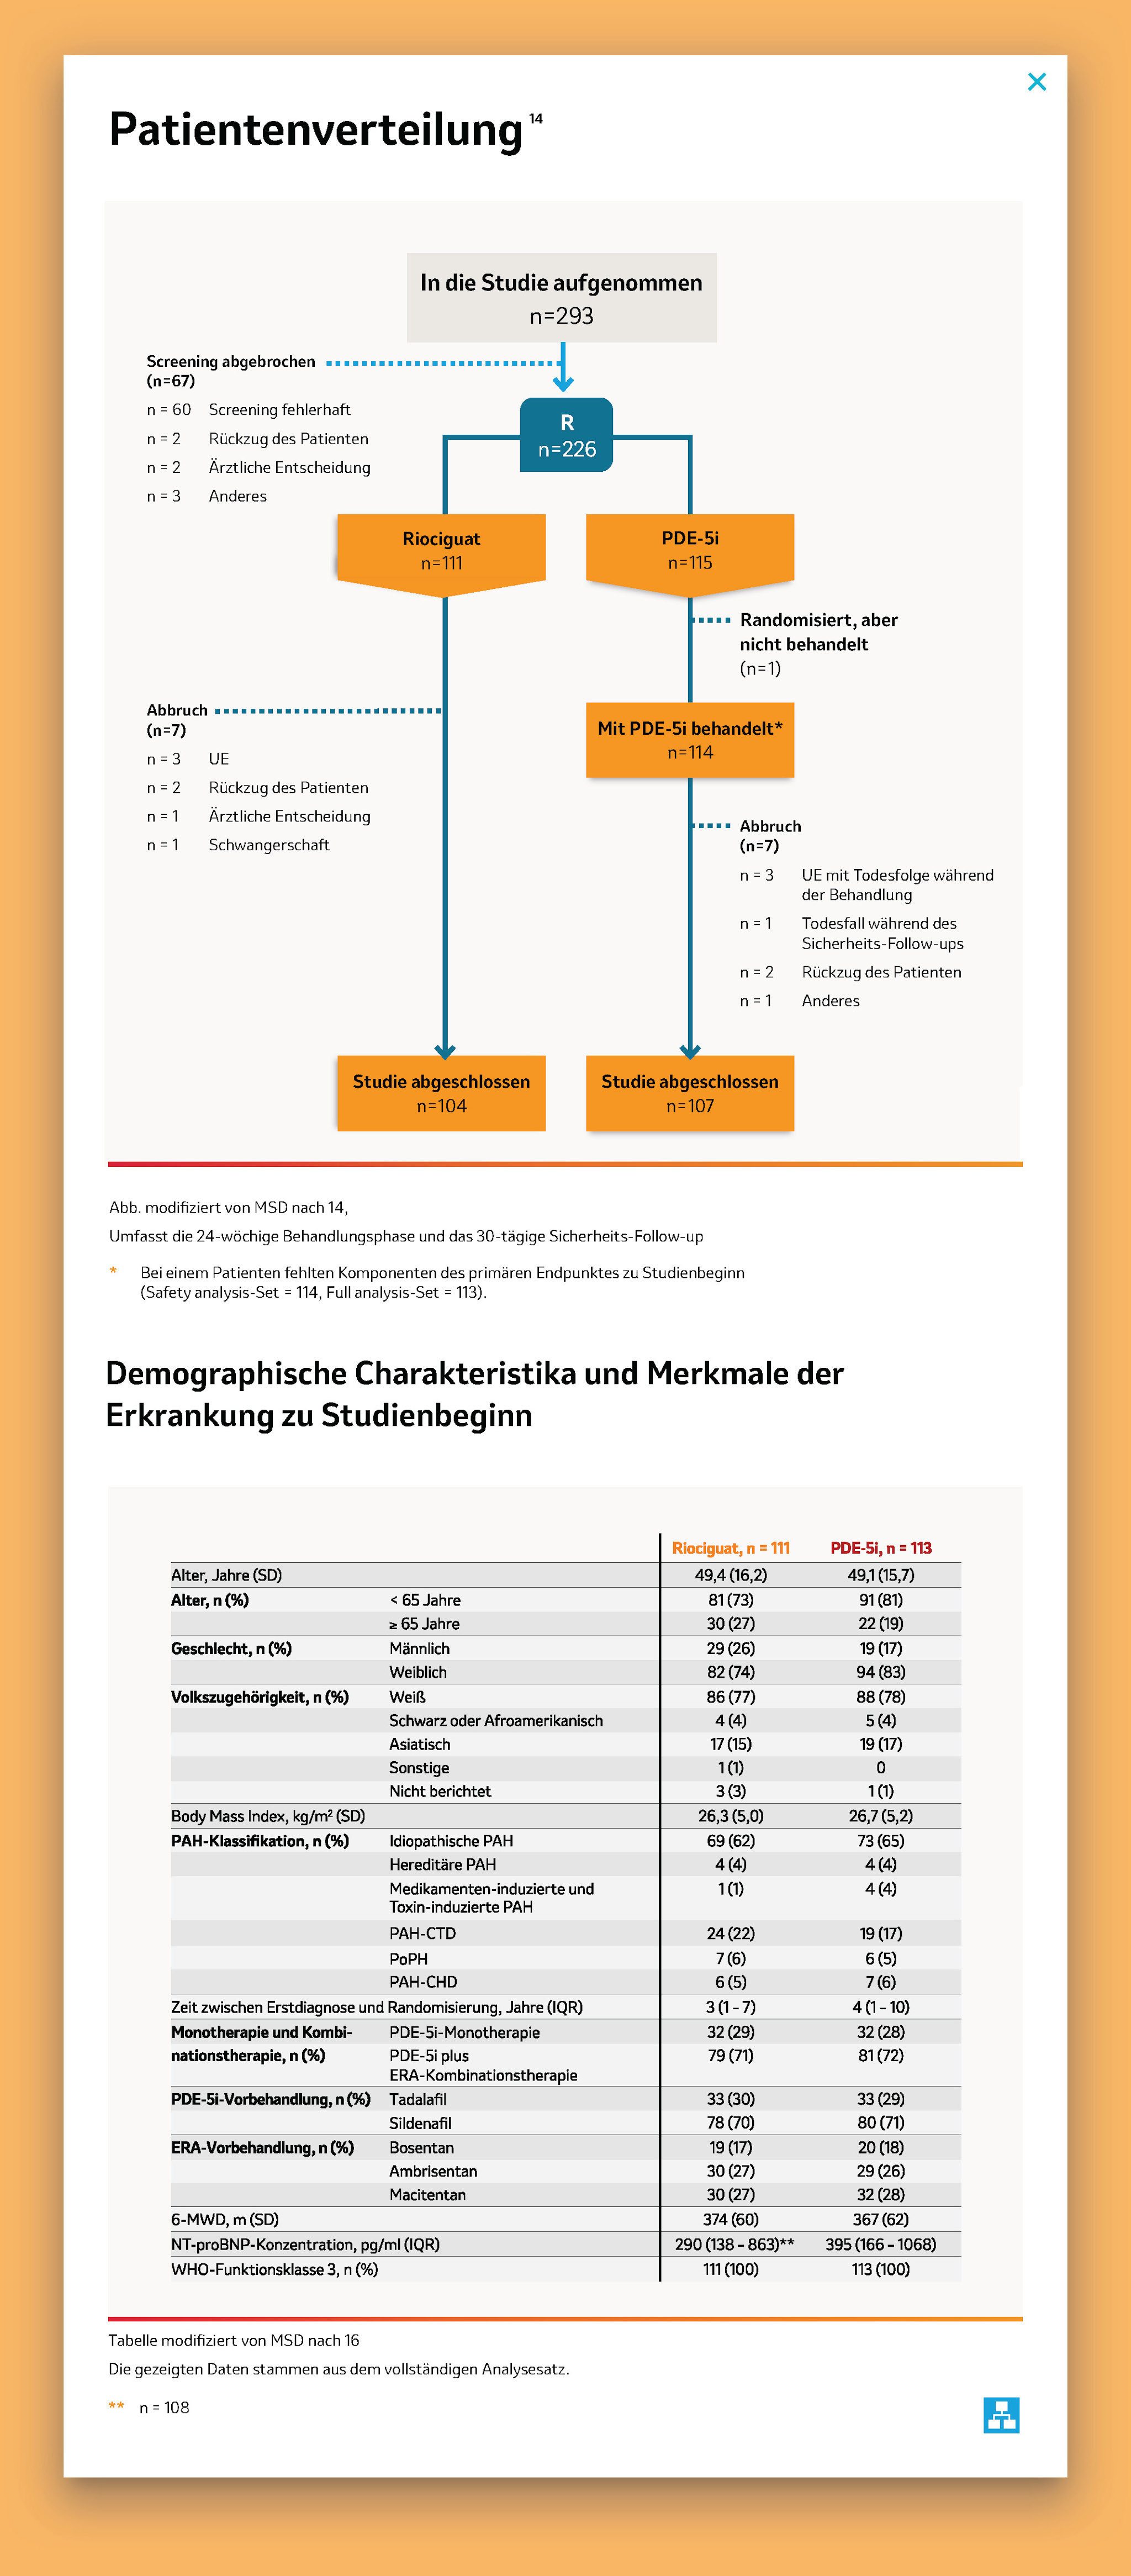 Patientenverteilung 14
In die Studie aufgenommen
n=293
Screening abgebrochen
(n=67)
n = 60 Screening fehlerhaft
n = 2 Rückzug des Patienten
n = 2 Ärztliche Entscheidung
n = 3 Anderes
R
n=226
Riociguat
n=111
PDE-5i
n=115
Randomisiert, aber
nicht behandelt
(n=1)
Abbruch
(n=7)
n = 3 UE
n = 2 Rückzug des Patienten
n = 1 Ärztliche Entscheidung
n = 1 Schwangerschaft
Mit PDE-5i behandelt*
n=114
Abbruch
(n=7)
n = 3 UE mit Todesfolge während
der Behandlung
n = 1 Todesfall während des
Sicherheits-Follow-ups
n = 2 Rückzug des Patienten
n = 1 Anderes
Studie abgeschlossen
n=104
Studie abgeschlossen
n=107
Abb. modifiziert von MSD nach 14,
Umfasst die 24-wöchige Behandlungsphase und das 30-tägige Sicherheits-Follow-up
* Bei einem Patienten fehlten Komponenten des primären Endpunktes zu Studienbeginn
(Safety analysis-Set = 114, Full analysis-Set = 113).
Demographische Charakteristika und Merkmale der
Erkrankung zu Studienbeginn
Riociguat, n = 111 PDE-5i, n = 113
Alter, Jahre (SD) 49,4 (16,2) 49,1 (15,7)
Alter, n (%) < 65 Jahre 81 (73) 91 (81)
≥ 65 Jahre 30 (27) 22 (19)
Geschlecht, n (%) Männlich 29 (26) 19 (17)
Weiblich 82 (74) 94 (83)
Volkszugehörigkeit, n (%) Weiß 86 (77) 88 (78)
Schwarz oder Afroamerikanisch 4 (4) 5 (4)
Asiatisch 17 (15) 19 (17)
Sonstige 1 (1) 0
Nicht berichtet 3 (3) 1 (1)
Body Mass Index, kg/m² (SD) 26,3 (5,0) 26,7 (5,2)
PAH-Klassifikation, n (%) Idiopathische PAH 69 (62) 73 (65)
Hereditäre PAH 4 (4) 4 (4)
Medikamenten-induzierte und 1 (1) 4 (4)
Toxin-induzierte PAH
PAH-CTD 24 (22) 19 (17)
PoPH 7 (6) 6 (5)
PAH-CHD 6 (5) 7 (6)
Zeit zwischen Erstdiagnose und Randomisierung, Jahre (IQR) 3 (1 – 7) 4 (1 – 10)
Monotherapie und Kombi- PDE-5i-Monotherapie 32 (29) 32 (28)
nationstherapie, n (%) PDE-5i plus 79 (71) 81 (72)
ERA-Kombinationstherapie
PDE-5i-Vorbehandlung, n (%) Tadalafil 33 (30) 33 (29)
Sildenafil 78 (70) 80 (71)
ERA-Vorbehandlung, n (%) Bosentan 19 (17) 20 (18)
Ambrisentan 30 (27) 29 (26)
Macitentan 30 (27) 32 (28)
6-MWD, m (SD) 374 (60) 367 (62)
NT-proBNP-Konzentration, pg/ml (IQR) 290 (138 – 863)** 395 (166 – 1068)
WHO-Funktionsklasse 3, n (%) 111 (100) 113 (100)
Tabelle modifiziert von MSD nach 16
Die gezeigten Daten stammen aus dem vollständigen Analysesatz.
** n = 108